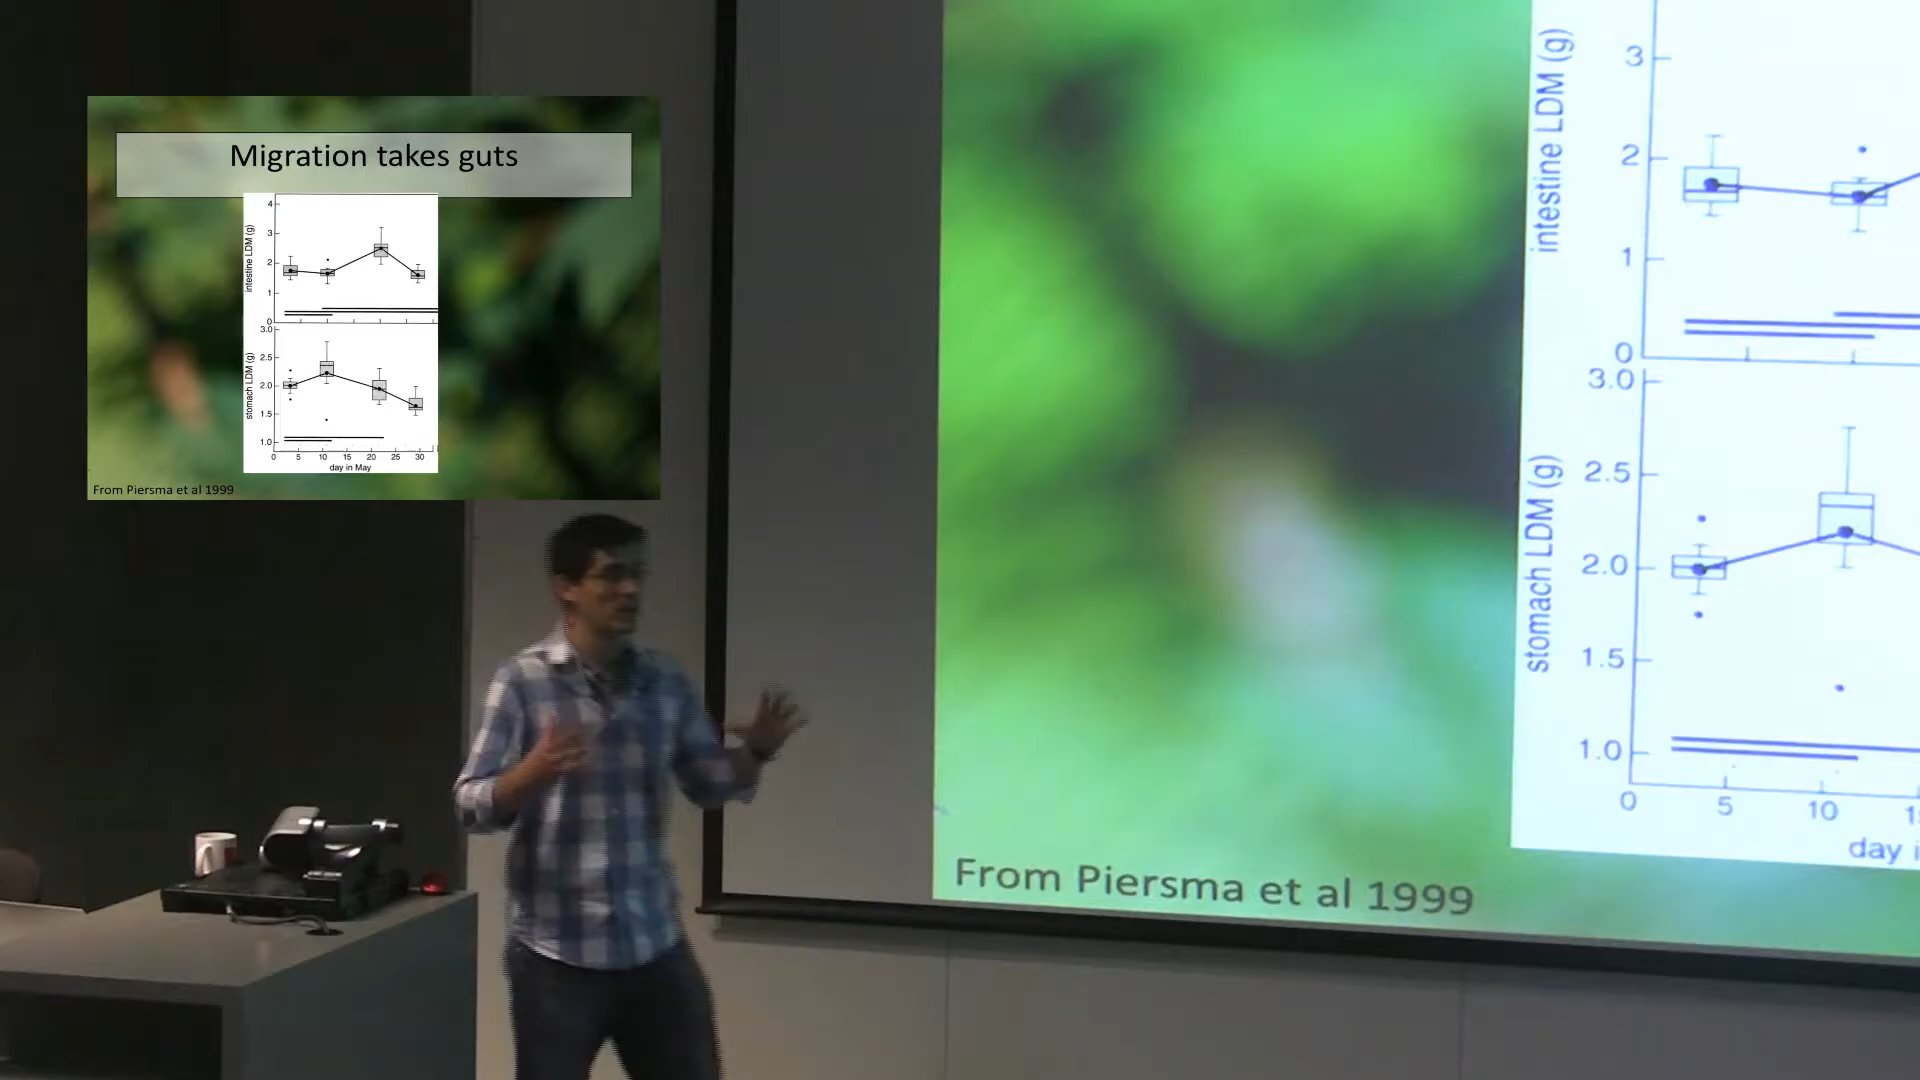 Migration takes guts
4
3
2
1
0
intestine LDM (g)
3.0
2.5
2.0
1.5
1.0
stomach LDM (g)
0 5 10 15 20 25 30
day in May
From Piersma et al 1999
3
2
1
0
intestine LDM (g)
3.0
2.5
2.0
1.5
1.0
stomach LDM (g)
0 5 10
day
From Piersma et al 1999